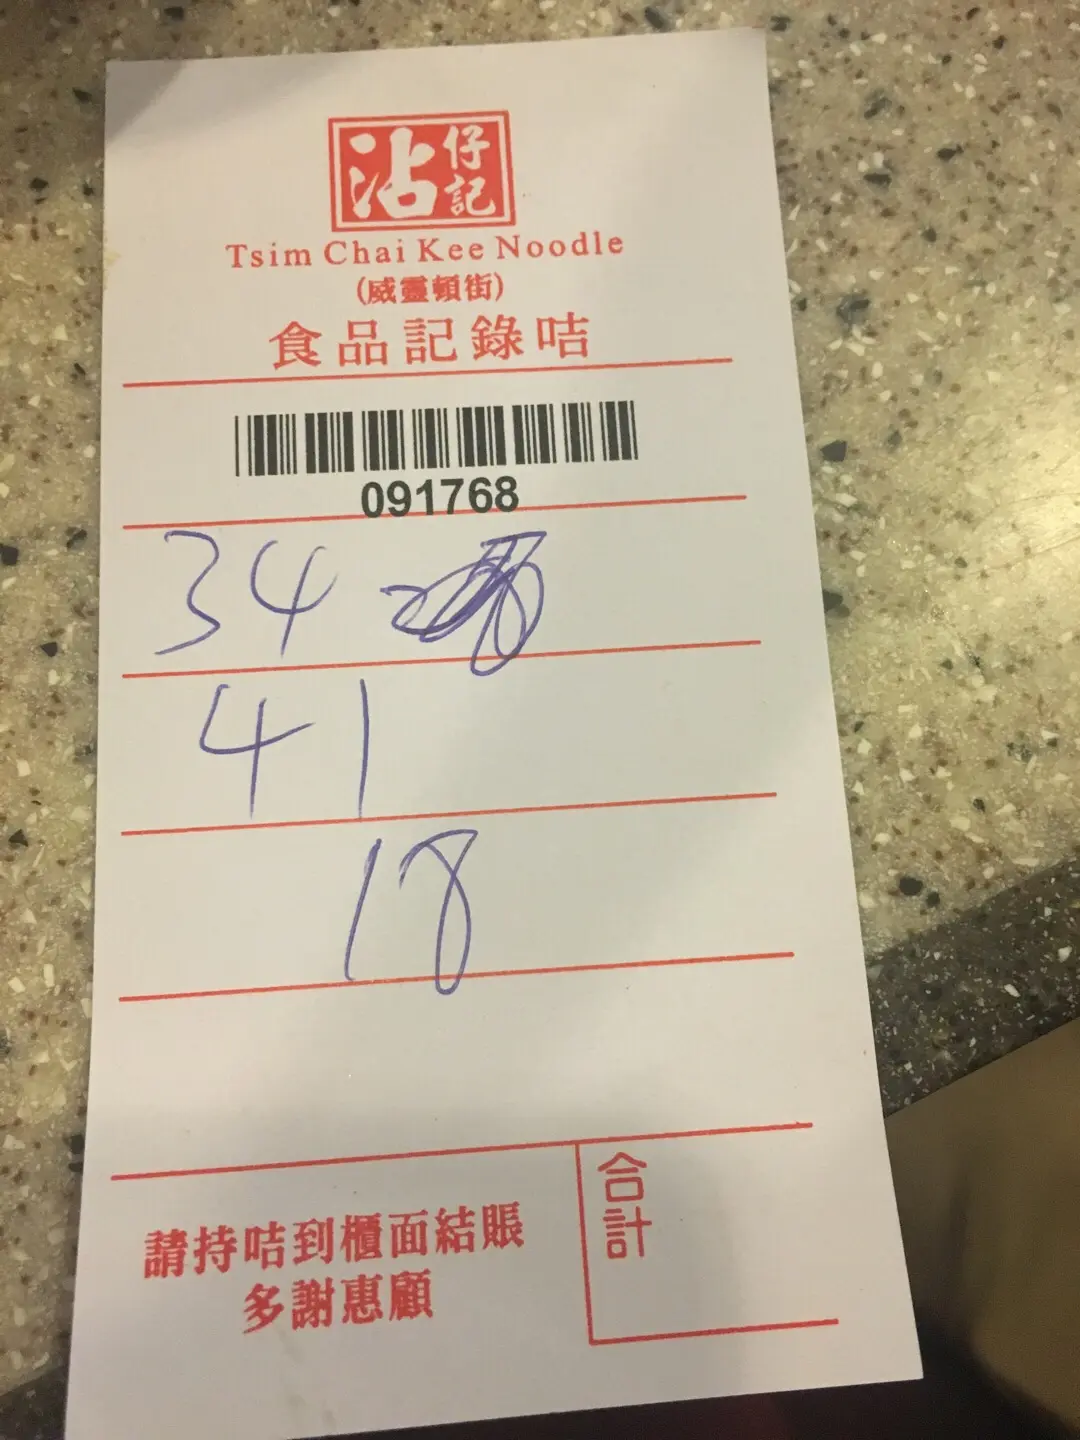 沾仔記
Tsim Chai Kee Noodle
(威靈頓街)
食品記錄咭
091768
34
41
18
合計
請持咭到櫃面結賬
多謝惠顧